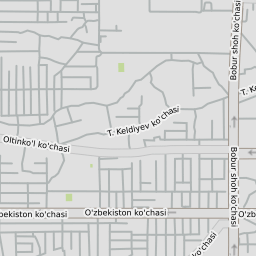 Bobur shoh ko'chasi
T. Ke
T. Keldiyev ko'chasi
Oltinko'l ko'chasi
Bobur shoh ko'chasi
bekiston ko'chasi
O'zbekiston ko'chasi
O'zb
ko'chasi